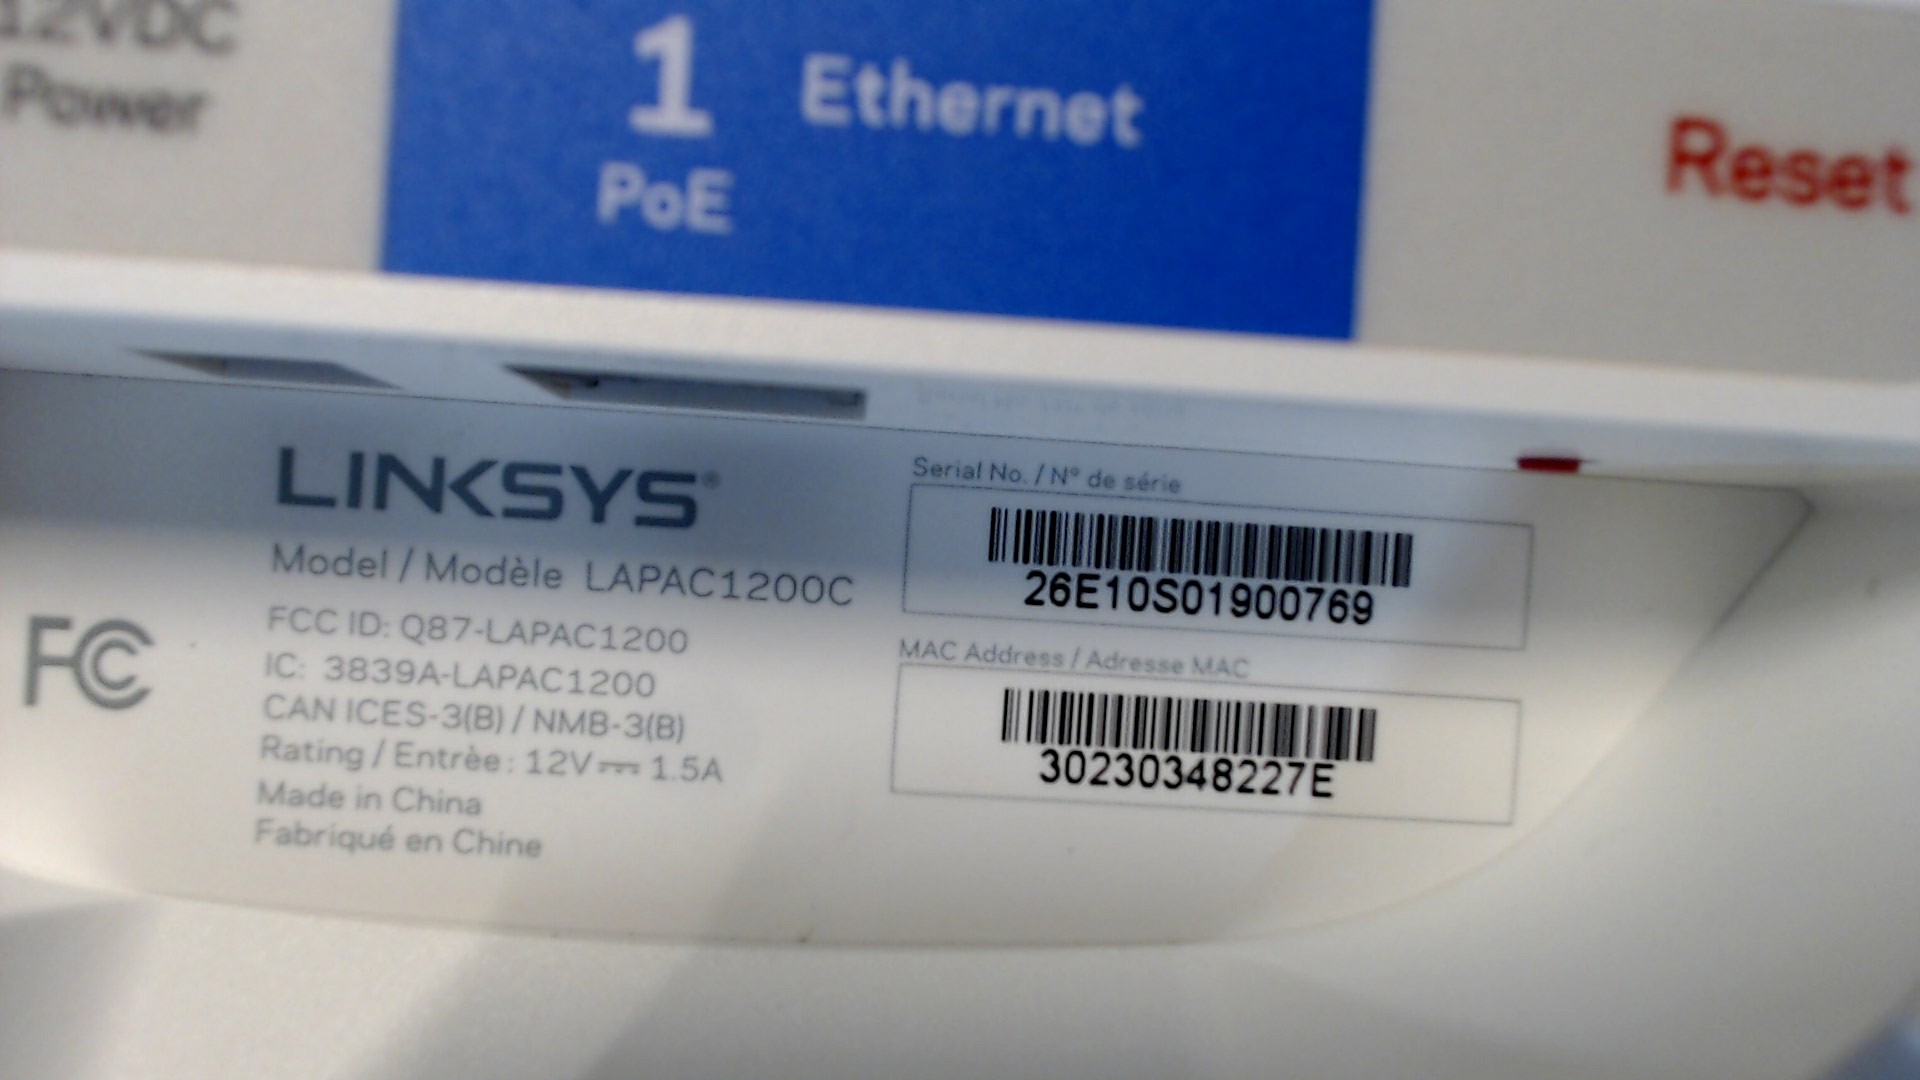 12VDC
Power
1 Ethernet
PoE
Reset
LINKSYS®
Model / Modèle LAPAC1200C
FCC ID: Q87-LAPAC1200
IC: 3839A-LAPAC1200
CAN ICES-3(B) / NMB-3(B)
Rating / Entrèe : 12V⎓1.5A
Made in China
Fabriqué en Chine
FC
Serial No. / N° de série
26E10S01900769
MAC Address / Adresse MAC
30230348227E